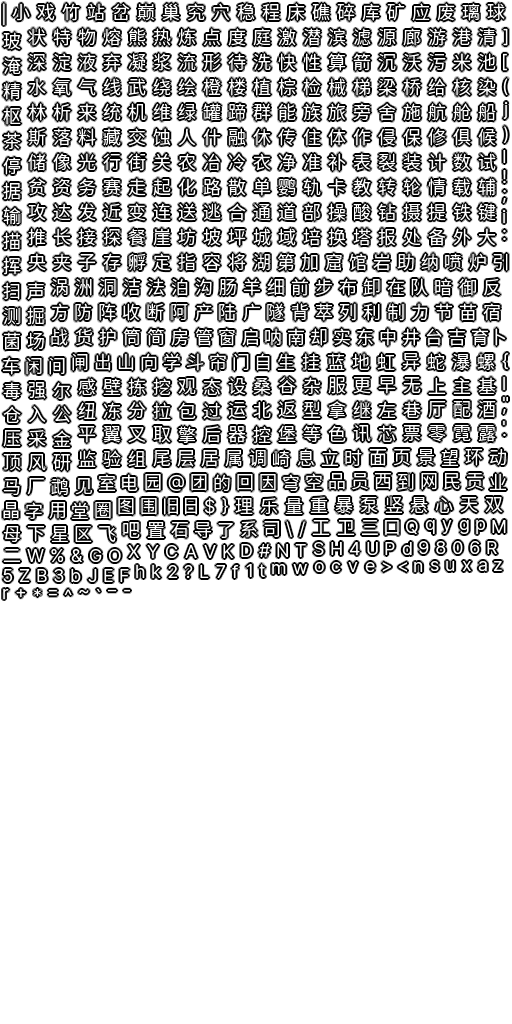 |小戏竹站岔巅巢究穴稳程床礁碎库矿应废璃球
玻状特物熔熊热炼点度庭激潜滨滤源廊游港清]
淹深淀液弃凝浆流形待洗快性算箭沉沃污米池[
精水氧气线武绕绘橙楼植棕检械梯梁桥给核染(
枢林析来统机维绿罐蹄群能族旅旁舍施航舱船j
茶斯落料藏交蚀人什融休传住体作侵保修俱候)
停储像光行街关农冶冷衣净准补表裂装计数试!
据贫资务赛走起化路散单鹦轨卡教转轮情载辅;
输攻达发近变连送逃合通道部操酸钻摄提铁键¡
描推长接探餐崖坊坡坪城域培换塔报处备外大:
挥央夹子存孵定指容将湖第加窟馆岩助纳喷炉引
扫声涡洲洞洁法泊沟肠羊细前步布卸在队暗御反
测掘方防阵收断阿产陆广隧背萃列利制力节苗宿
菌场战货护筒简房管窗启呐南却实东中井台吉育卜
车闲问闸出山向学斗帘门自生挂蓝地虹异蛇瀑螺{
毒强尔感壁拣挖观态设桑谷杂服更早无上主基!
仓入公纽冻分拉包过运北返型拿继左巷厅配酒"
压采金平翼又取擎后器控堡等色讯芯票零霓露·
顶风研监验组尾层居属调崎息立时面页景望环动
马厂鹉见室电园@团的回因穹空品员西到网民贡业
晶字用堂圈图围旧日$}理乐量重暴泵竖悬心天双
母下星区飞吧置石导了系司\/工卫三口QqygpM
二W%&GOXYCAVKD#NTSH4UPd9806R
5ZB3bJEFhk2?L7f1tmwocve><nsuxaz
r+*=^~`--